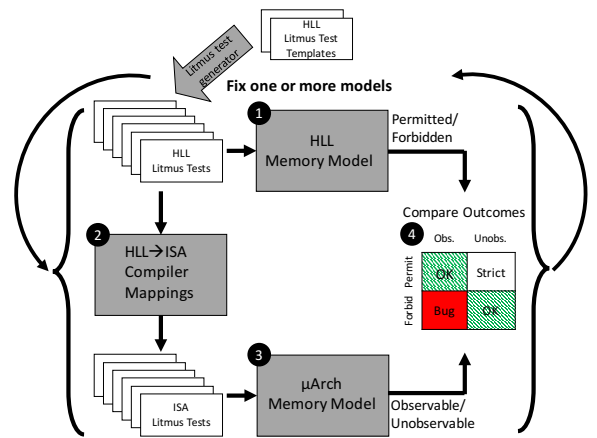 HLL
Litmus Test
Templates
Litmus test
generator
Fix one or more models
1
HLL
Memory Model
Permitted/
Forbidden
HLL
Litmus Tests
2
HLL→ISA
Compiler
Mappings
Compare Outcomes
4
Obs. Unobs.
Permit
OK Strict
Forbid
Bug OK
3
µArch
Memory Model
ISA
Litmus Tests
Observable/
Unobservable